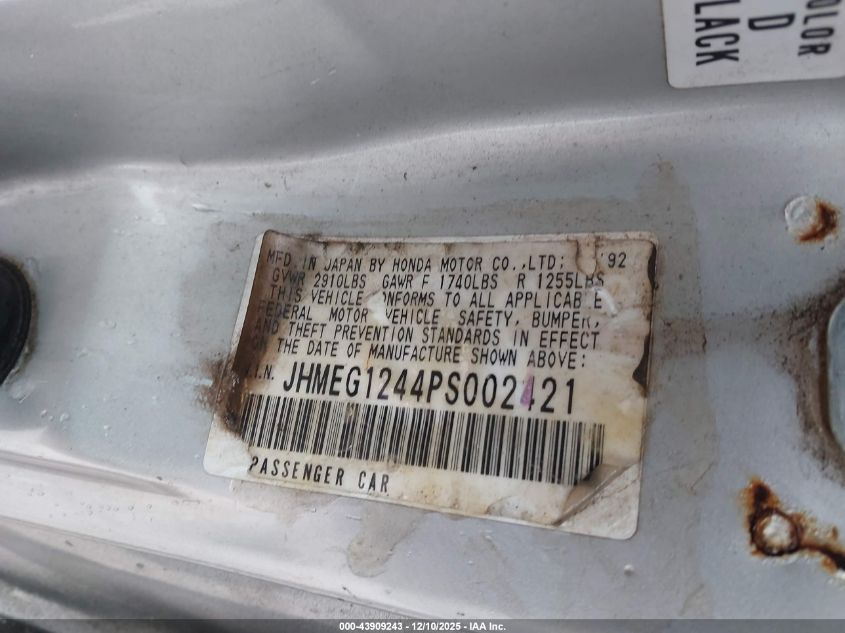 COLOR
D
LACK
MFD IN JAPAN BY HONDA MOTOR CO.,LTD: '92
GVWR 2910LBS GAWR F 1740LBS R 1255LBS
THIS VEHICLE CONFORMS TO ALL APPLICABLE
FEDERAL MOTOR VEHICLE SAFETY, BUMPER,
AND THEFT PREVENTION STANDARDS IN EFFECT
ON THE DATE OF MANUFACTURE SHOWN ABOVE:
V.I.N. JHMEG1244PS002421
PASSENGER CAR
000-43909243 - 12/10/2025 - IAA Inc.